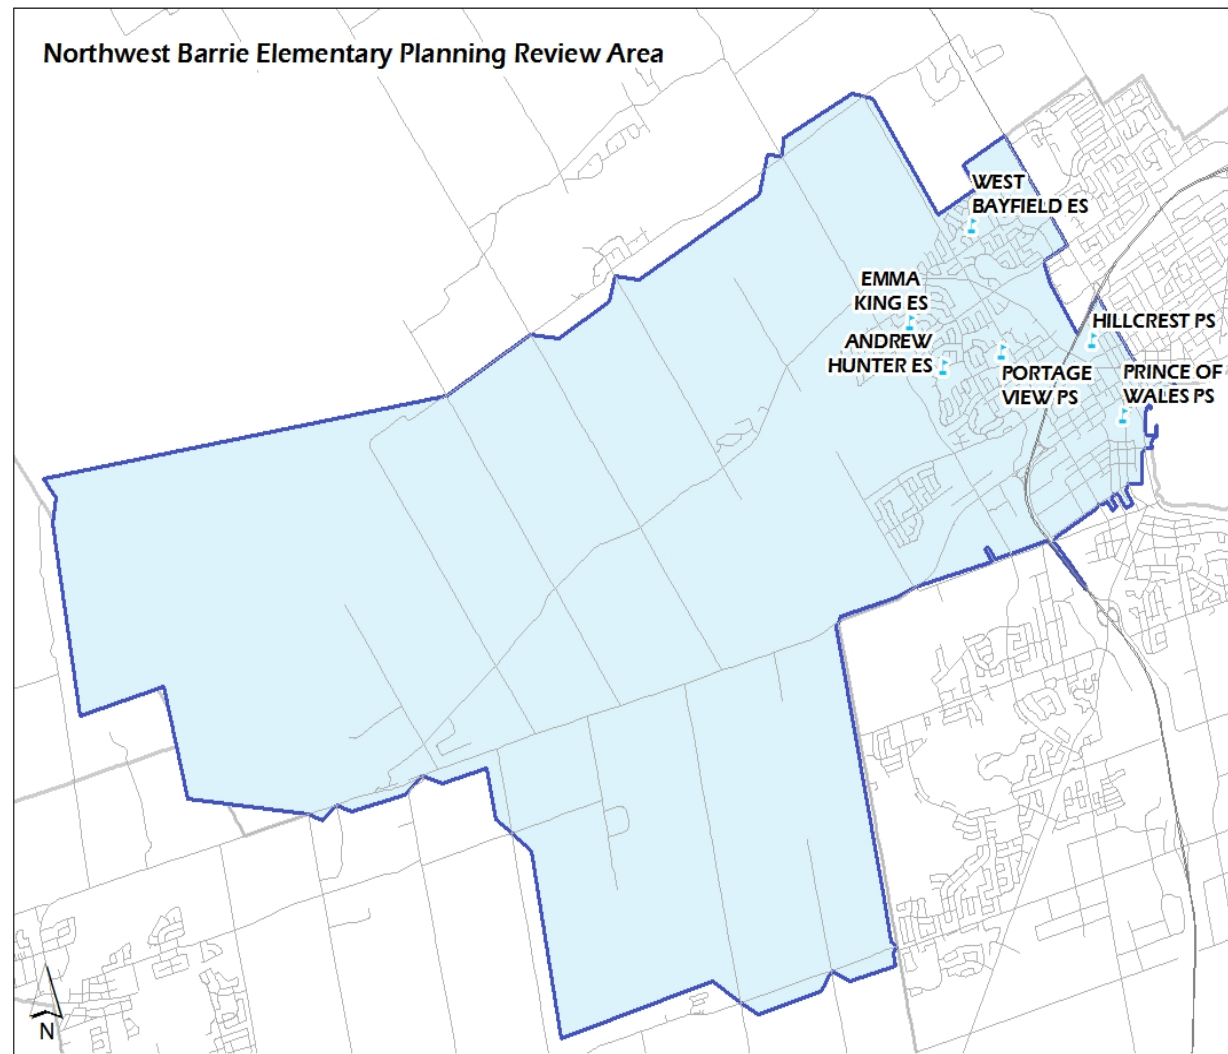 Northwest Barrie Elementary Planning Review Area
WEST
BAYFIELD ES
EMMA
KING ES
HILLCREST PS
ANDREW
HUNTER ES
PORTAGE
VIEW PS
PRINCE OF
WALES PS
N